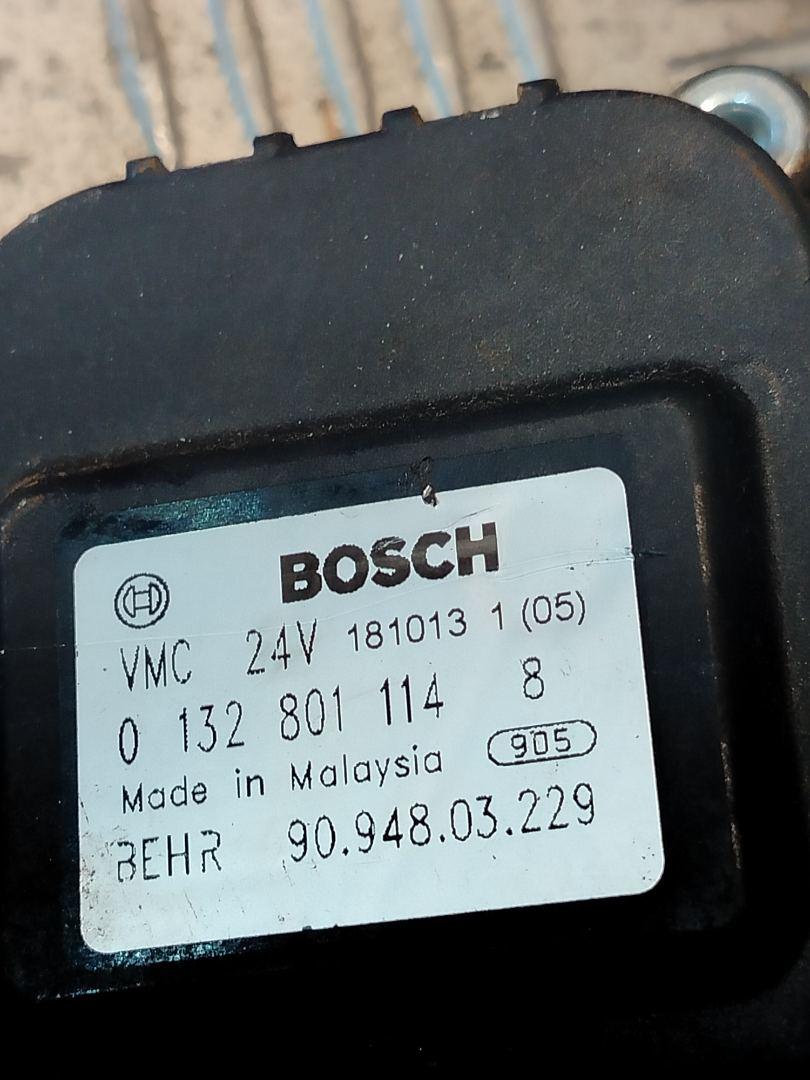 BOSCH
VMC 24V 181013 1 (05)
0 132 801 114 8
Made in Malaysia 905
BEHR 90.948.03.229